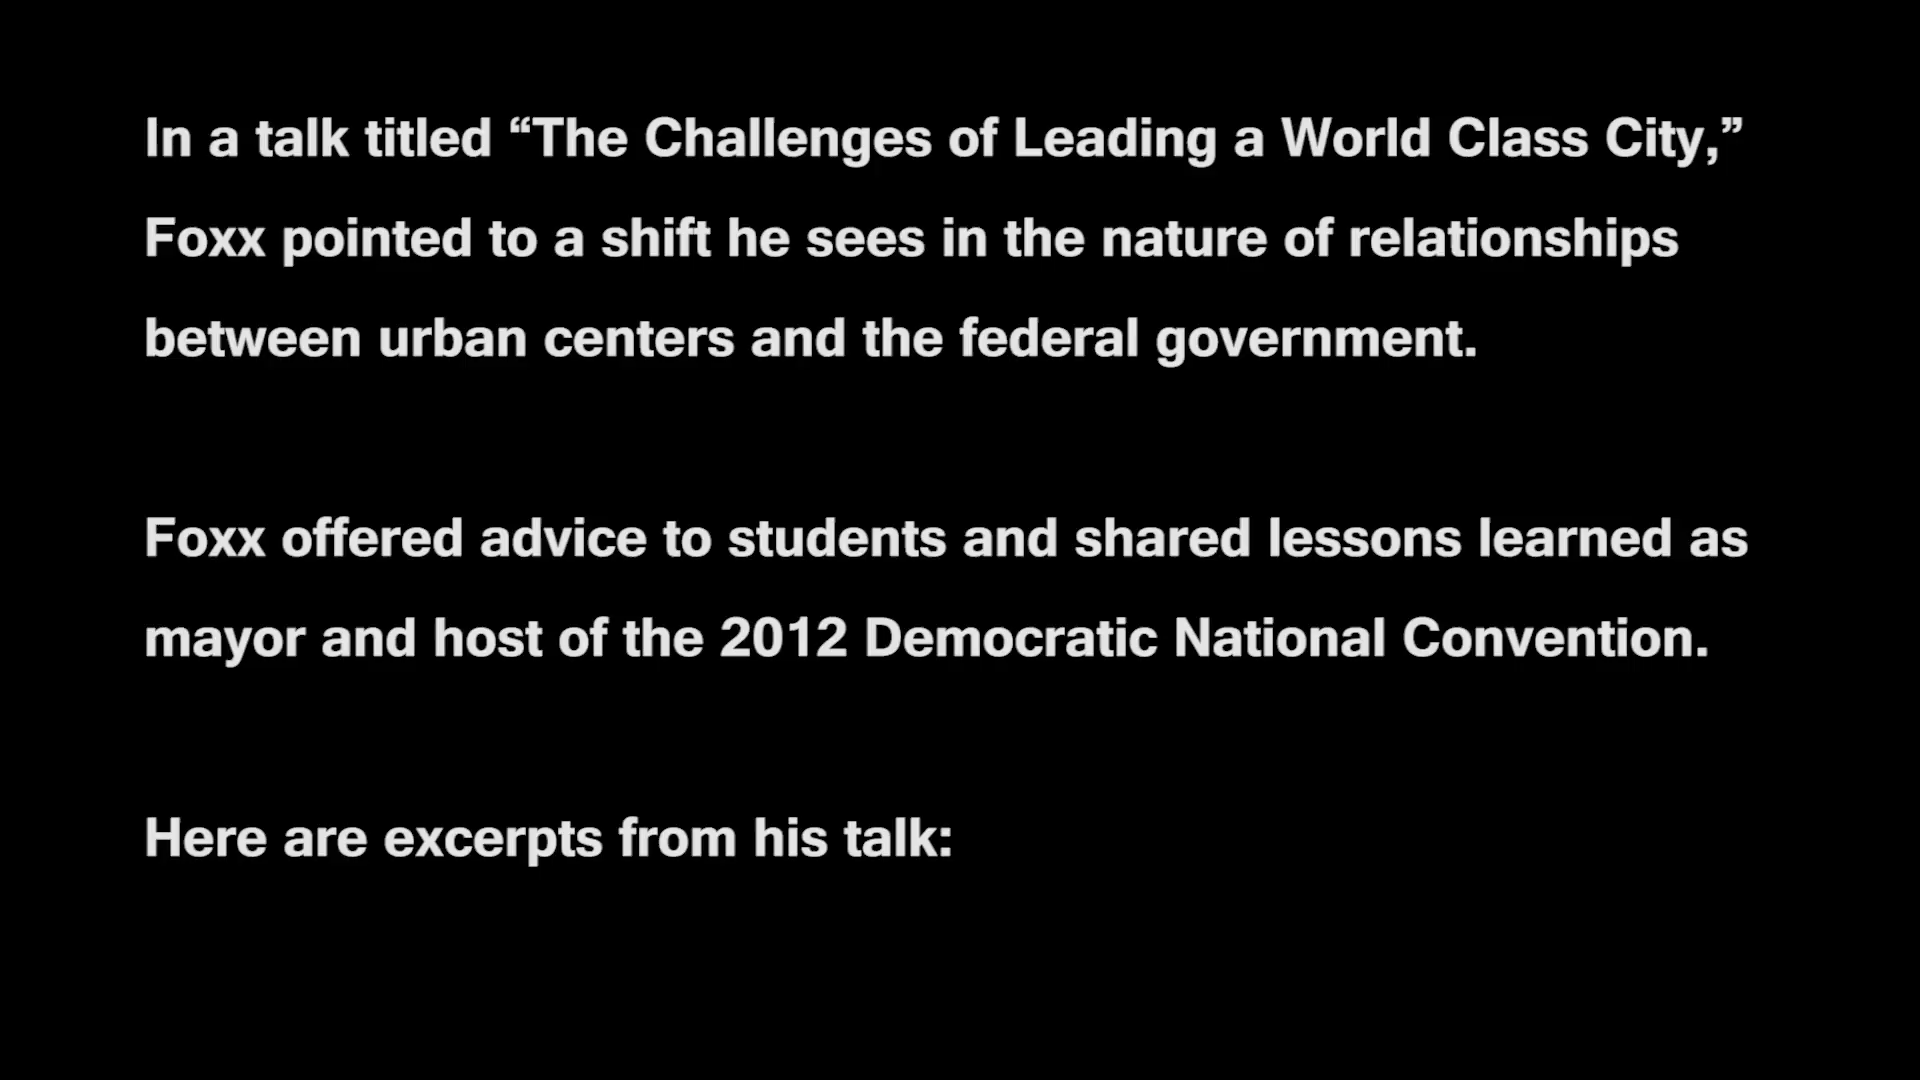 In a talk titled “The Challenges of Leading a World Class City,”
Foxx pointed to a shift he sees in the nature of relationships
between urban centers and the federal government.
Foxx offered advice to students and shared lessons learned as
mayor and host of the 2012 Democratic National Convention.
Here are excerpts from his talk: